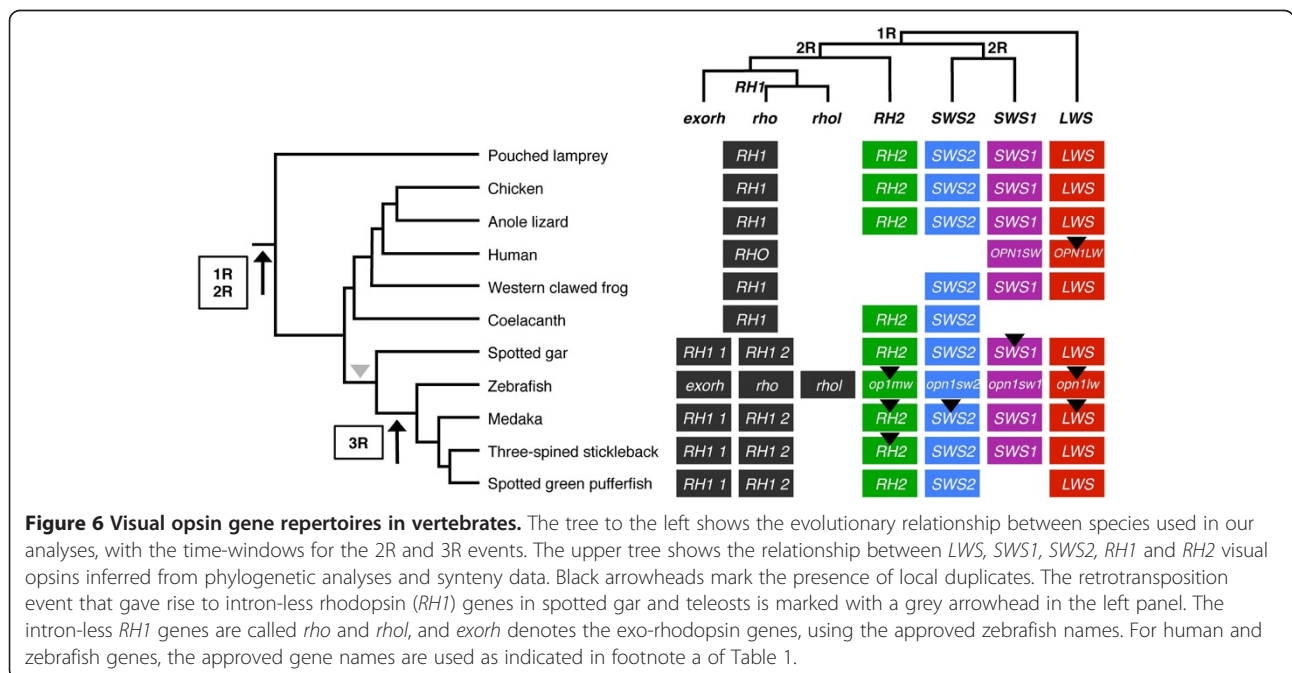 1R
2R
2R
RH1
exorh rho rhol RH2 SWS2 SWS1 LWS
Pouched lamprey RH1 RH2 SWS2 SWS1 LWS
Chicken RH1 RH2 SWS2 SWS1 LWS
Anole lizard RH1 RH2 SWS2 SWS1 LWS
Human RHO OPN1SW OPN1LW
1R
2R
Western clawed frog RH1 SWS2 SWS1 LWS
Coelacanth RH1 RH2 SWS2
Spotted gar RH1 1 RH1 2 RH2 SWS2 SWS1 LWS
Zebrafish exorh rho rhol op1mw opn1sw2 opn1sw1 opn1lw
Medaka RH1 1 RH1 2 RH2 SWS2 SWS1 LWS
3R
Three-spined stickleback RH1 1 RH1 2 RH2 SWS2 SWS1 LWS
Spotted green pufferfish RH1 1 RH1 2 RH2 SWS2 LWS
Figure 6 Visual opsin gene repertoires in vertebrates. The tree to the left shows the evolutionary relationship between species used in our
analyses, with the time-windows for the 2R and 3R events. The upper tree shows the relationship between LWS, SWS1, SWS2, RH1 and RH2 visual
opsins inferred from phylogenetic analyses and synteny data. Black arrowheads mark the presence of local duplicates. The retrotransposition
event that gave rise to intron-less rhodopsin (RH1) genes in spotted gar and teleosts is marked with a grey arrowhead in the left panel. The
intron-less RH1 genes are called rho and rhol, and exorh denotes the exo-rhodopsin genes, using the approved zebrafish names. For human and
zebrafish genes, the approved gene names are used as indicated in footnote a of Table 1.